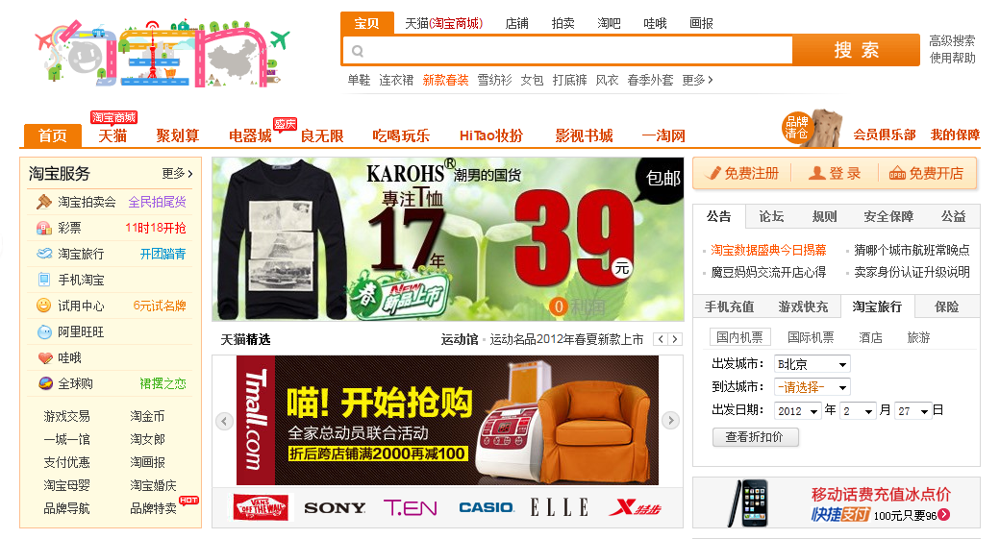 宝贝 天猫(淘宝商城) 店铺 拍卖 淘吧 哇哦 画报
搜 索
高级搜索
使用帮助
单鞋 连衣裙 新款春装 雪纺衫 女包 打底裤 风衣 春季外套 更多
淘宝商城
盛庆
品牌
清仓
首页 天猫 聚划算 电器城 良无限 吃喝玩乐 HiTao妆扮 影视书城 一淘网
会员俱乐部 我的保障
淘宝服务 更多
淘宝拍卖会 全民拍尾货
彩票 11时18开抢
淘宝旅行 开团踏青
手机淘宝
试用中心 6元试名牌
阿里旺旺
哇哦
全球购 裙摆之恋
游戏交易 淘金币
一城一馆 淘女郎
支付优惠 淘画报
淘宝母婴 淘宝婚庆
品牌导航 品牌特卖 HOT
KAROHS® 潮男的国货
專注T恤
17年
39元
包邮
春 NEW 新品上市
0利润
天猫精选 运动馆 运动名品2012年春夏新款上市
Tmall.com
喵! 开始抢购
全家总动员联合活动
折后跨店铺满2000再减100
VANS "OFF THE WALL" SONY T.EN CASIO ELLE X特步
免费注册 登 录 免费开店
公告 论坛 规则 安全保障 公益
淘宝数据盛典今日揭幕 猜哪个城市航班常晚点
魔豆妈妈交流开店心得 卖家身份认证升级说明
手机充值 游戏快充 淘宝旅行 保险
国内机票 国际机票 酒店 旅游
出发城市： B北京
到达城市： -请选择-
出发日期： 2012 年 2 月 27 日
查看折扣价
移动话费充值冰点价
快捷支付 100元只要96